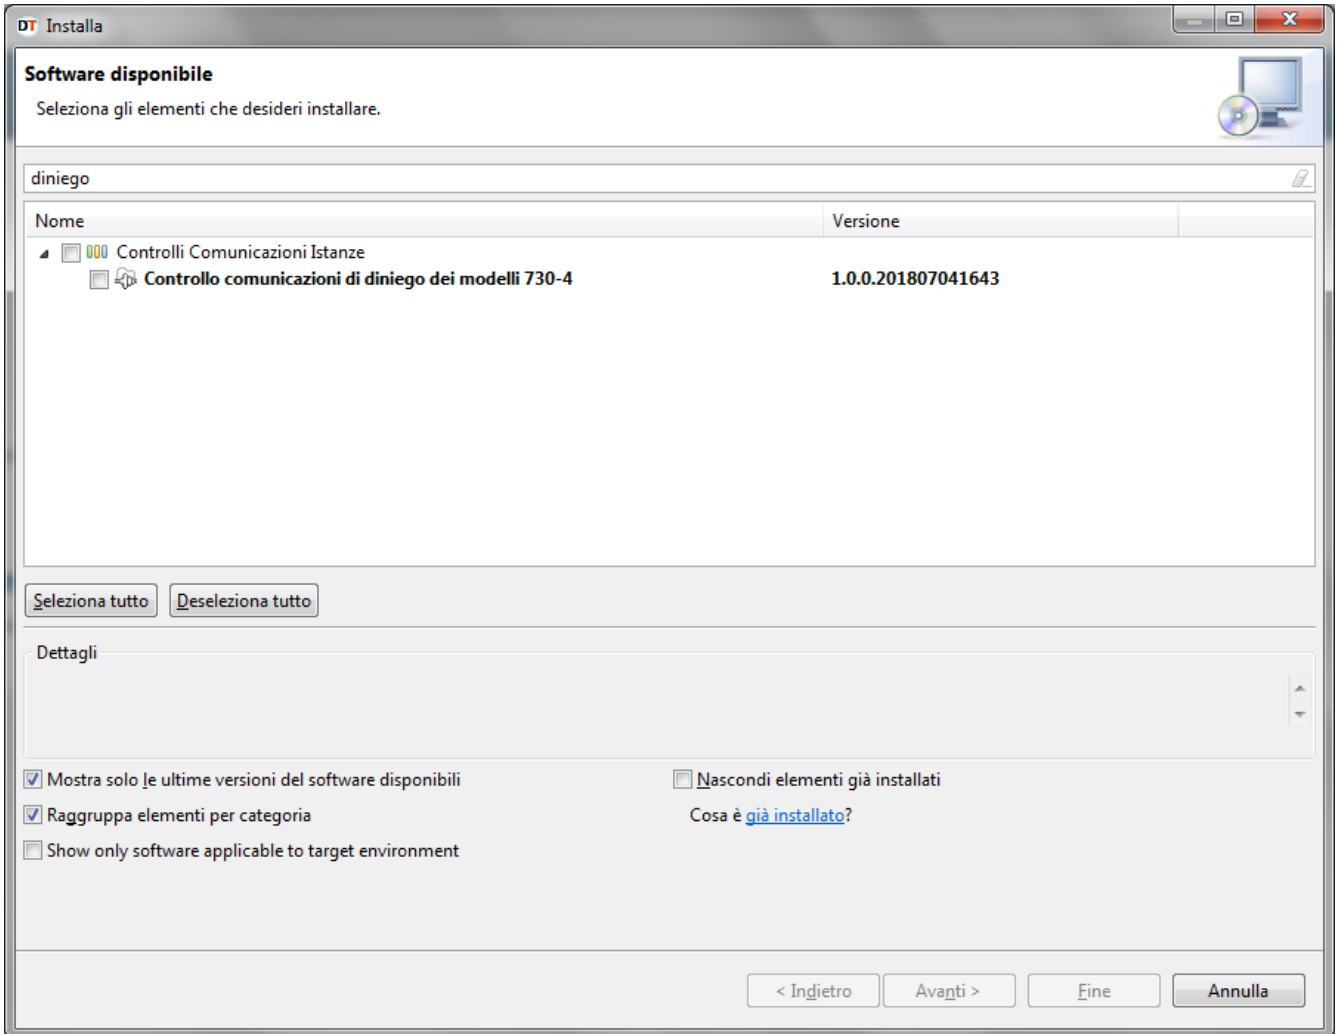 DT Installa
Software disponibile
Seleziona gli elementi che desideri installare.
diniego
Nome Versione
Controlli Comunicazioni Istanze
Controllo comunicazioni di diniego dei modelli 730-4 1.0.0.201807041643
Seleziona tutto Deseleziona tutto
Dettagli
Mostra solo le ultime versioni del software disponibili Nascondi elementi già installati
Raggruppa elementi per categoria Cosa è già installato?
Show only software applicable to target environment
< Indietro Avanti > Fine Annulla